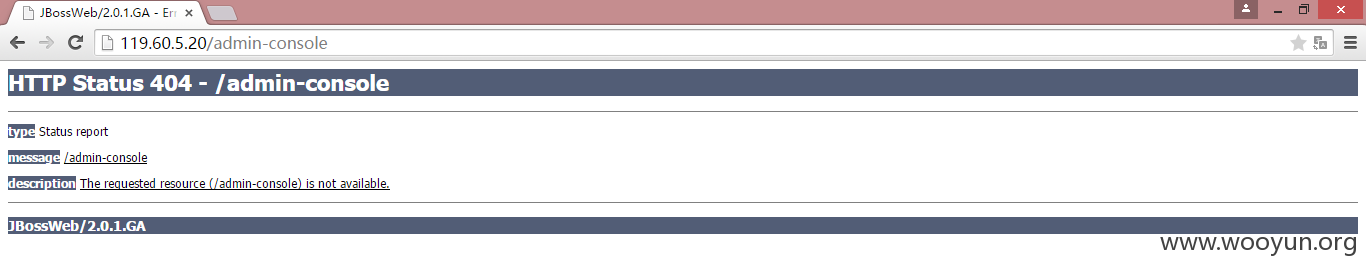 JBossWeb/2.0.1.GA - Err
119.60.5.20/admin-console
HTTP Status 404 - /admin-console
type Status report
message /admin-console
description The requested resource (/admin-console) is not available.
JBossWeb/2.0.1.GA
www.wooyun.org